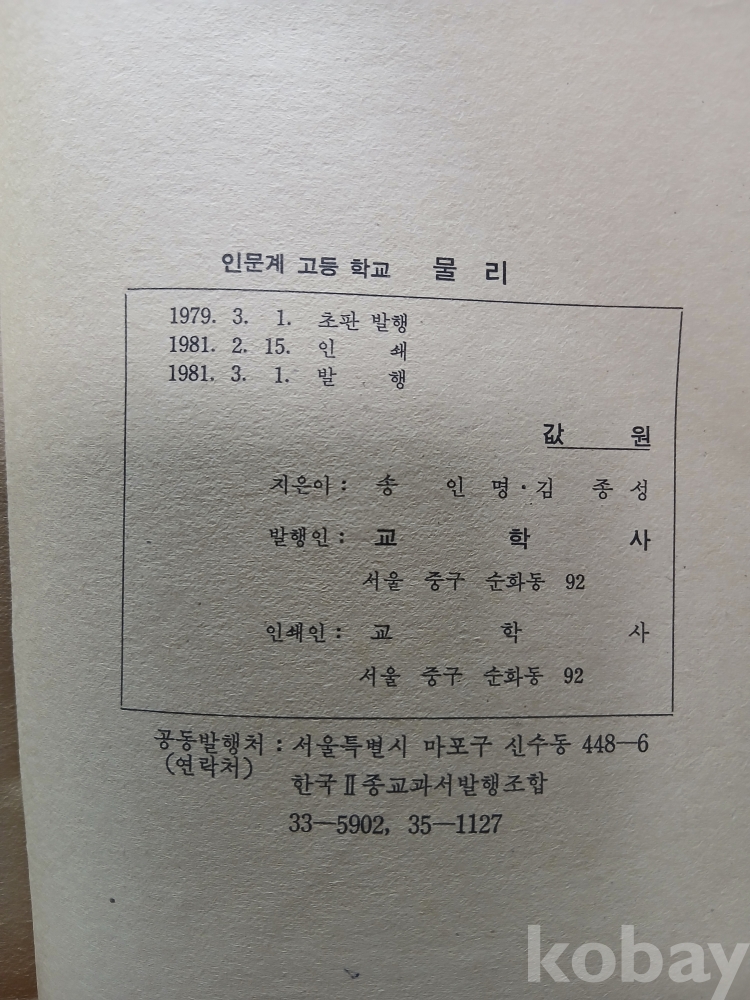 인문계 고등 학교 물 리
1979. 3. 1. 초판 발행
1981. 2. 15. 인 쇄
1981. 3. 1. 발 행
값 원
지은이 : 송 인 명 · 김 종 성
발행인 : 교 학 사
서울 중구 순화동 92
인쇄인 : 교 학 사
서울 중구 순화동 92
공동발행처 : 서울특별시 마포구 신수동 448—6
(연락처) 한국Ⅱ종교과서발행조합
33—5902, 35—1127
kobay